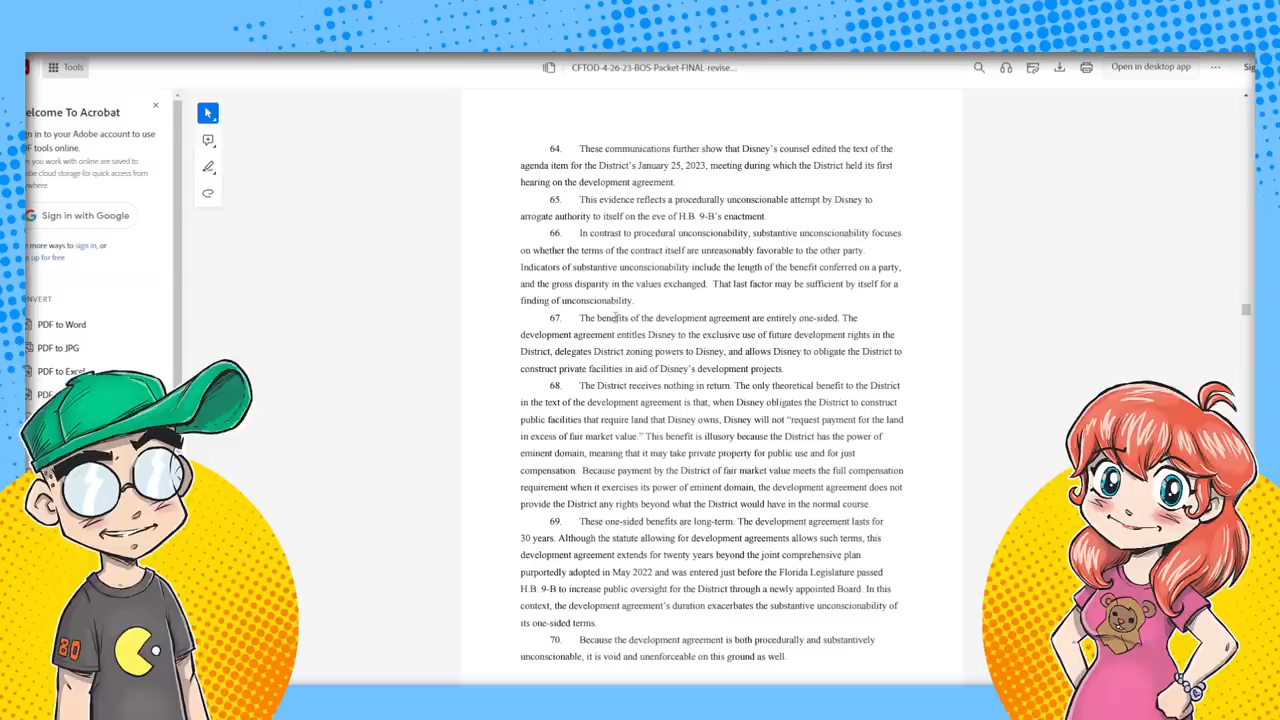 Tools
CFTOD-4-26-23-BOS-Packet-FINAL-revise...
Open in desktop app
elcome To Acrobat
n in to your Adobe account to use
F tools online.
s you work with online are saved to
Sign in with Google
more ways to sign in, or
up for free
NVERT
PDF to Word
PDF to JPG
PDF to Excel
64. These communications further show that Disney's counsel edited the text of the
agenda item for the District's January 25, 2023, meeting during which the District held its first
hearing on the development agreement.
65. This evidence reflects a procedurally unconscionable attempt by Disney to
arrogate authority to itself on the eve of H.B. 9-B's enactment.
66. In contrast to procedural unconscionability, substantive unconscionability focuses
on whether the terms of the contract itself are unreasonably favorable to the other party.
Indicators of substantive unconscionability include the length of the benefit conferred on a party,
and the gross disparity in the values exchanged. That last factor may be sufficient by itself for a
finding of unconscionability.
67. The benefits of the development agreement are entirely one-sided. The
development agreement entitles Disney to the exclusive use of future development rights in the
District, delegates District zoning powers to Disney, and allows Disney to obligate the District to
construct private facilities in aid of Disney's development projects.
68. The District receives nothing in return. The only theoretical benefit to the District
in the text of the development agreement is that, when Disney obligates the District to construct
public facilities that require land that Disney owns, Disney will not "request payment for the land
in excess of fair market value." This benefit is illusory because the District has the power of
eminent domain, meaning that it may take private property for public use and for just
compensation. Because payment by the District of fair market value meets the full compensation
requirement when it exercises its power of eminent domain, the development agreement does not
provide the District any rights beyond what the District would have in the normal course.
69. These one-sided benefits are long-term. The development agreement lasts for
30 years. Although the statute allowing for development agreements allows such terms, this
development agreement extends for twenty years beyond the joint comprehensive plan
purportedly adopted in May 2022 and was entered just before the Florida Legislature passed
H.B. 9-B to increase public oversight for the District through a newly appointed Board. In this
context, the development agreement's duration exacerbates the substantive unconscionability of
its one-sided terms.
70. Because the development agreement is both procedurally and substantively
unconscionable, it is void and unenforceable on this ground as well.
80